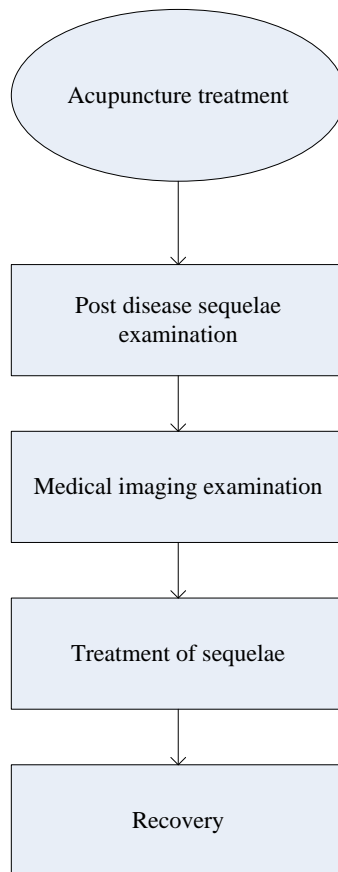 Acupuncture treatment
Post disease sequelae
examination
Medical imaging examination
Treatment of sequelae
Recovery